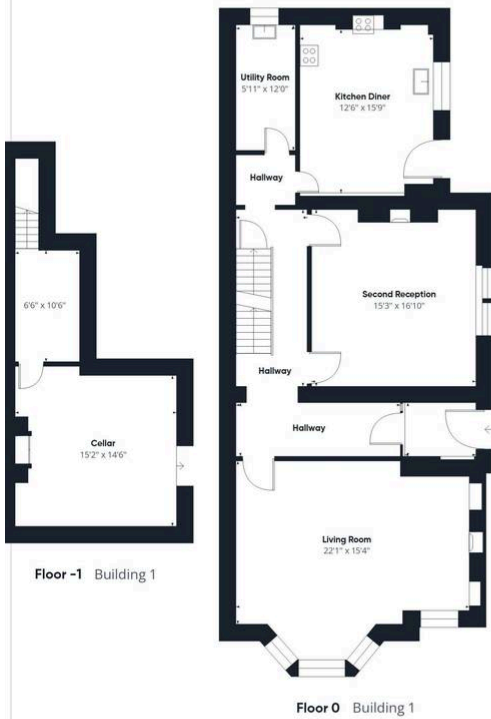 Utility Room
5'11" x 12'0"
Kitchen Diner
12'6" x 15'9"
Hallway
6'6" x 10'6"
Second Reception
15'3" x 16'10"
Hallway
Hallway
Cellar
15'2" x 14'6"
Living Room
22'1" x 15'4"
Floor -1 Building 1
Floor 0 Building 1